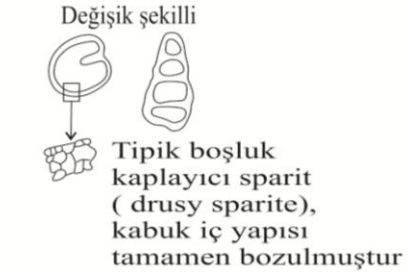 Değişik şekilli
Tipik boşluk
kaplayıcı sparit
( drusy sparite),
kabuk iç yapısı
tamamen bozulmuştur